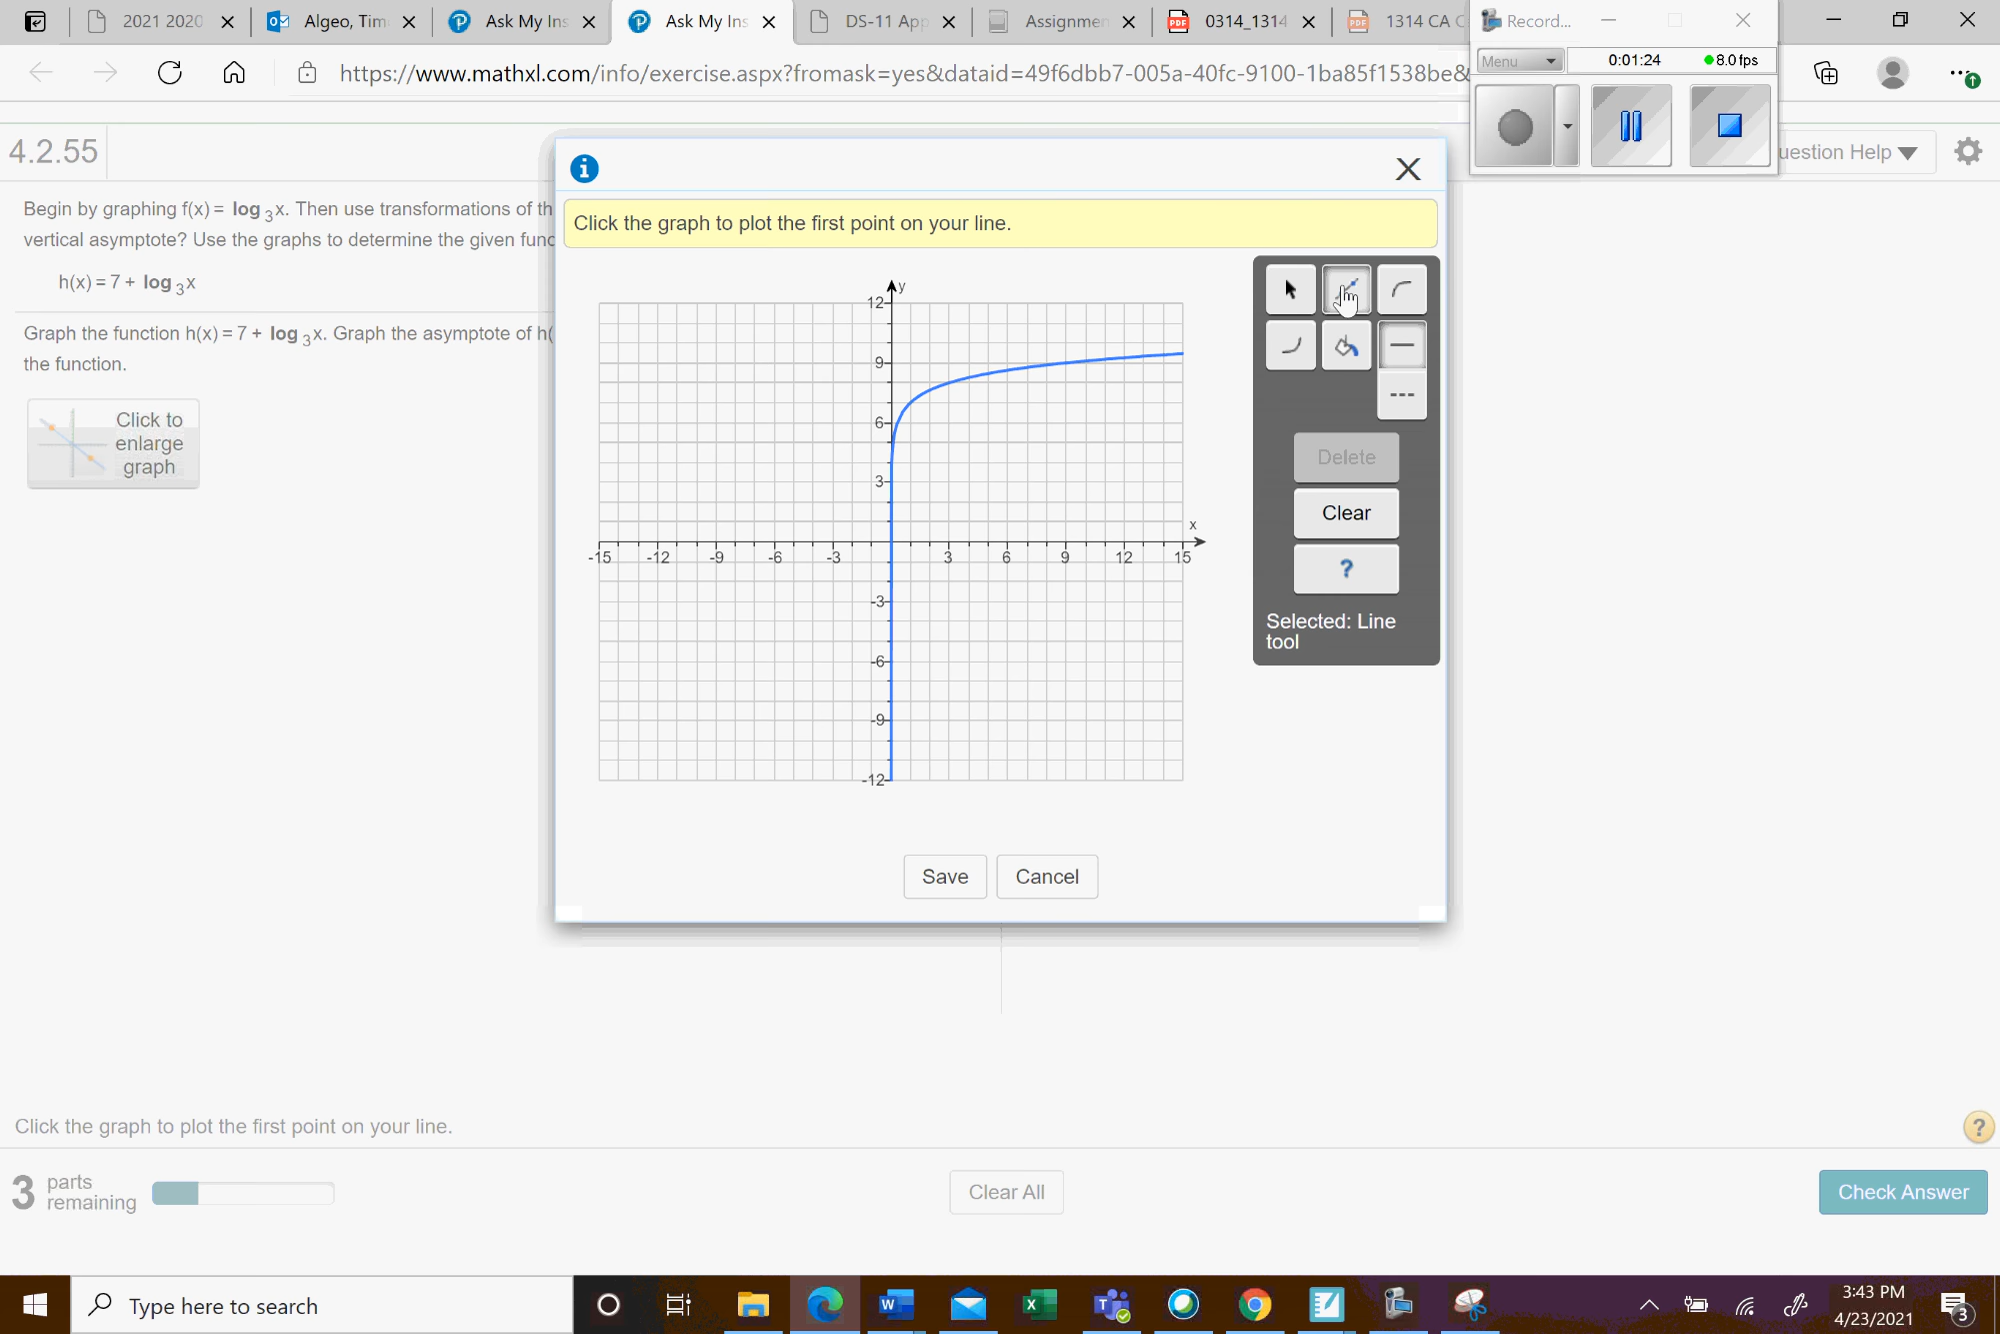 2021 2020
Algeo, Tim
Ask My Ins
Ask My Ins
DS-11 App
Assignmen
0314_1314
1314 CA C
Record...
https://www.mathxl.com/info/exercise.aspx?fromask=yes&dataid=49f6dbb7-005a-40fc-9100-1ba85f1538be&
Menu
0:01:24
8.0 fps
4.2.55
uestion Help
Begin by graphing f(x) = log 3x. Then use transformations of th
vertical asymptote? Use the graphs to determine the given func
h(x) = 7 + log 3x
Graph the function h(x) = 7 + log 3x. Graph the asymptote of h(
the function.
Click to
enlarge
graph
Click the graph to plot the first point on your line.
y
12
9
6
3
x
-15 -12 -9 -6 -3 3 6 9 12 15
-3
-6
-9
-12
Delete
Clear
?
Selected: Line
tool
Save
Cancel
Click the graph to plot the first point on your line.
?
3 parts
remaining
Clear All
Check Answer
Type here to search
3:43 PM
4/23/2021
3